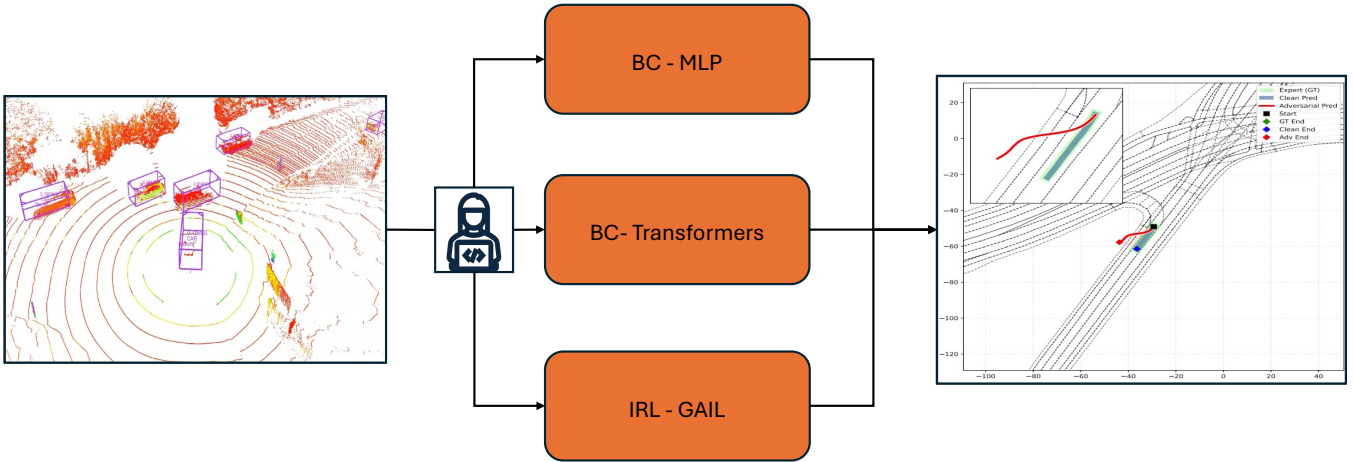 BC - MLP
CAR
</>
BC- Transformers
IRL - GAIL
Expert (GT)
Clean Pred
Adversarial Pred
Start
GT End
Clean End
Adv End
20
0
−20
−40
−60
−80
−100
−120
−100
−80
−60
−40
−20
0
20
40